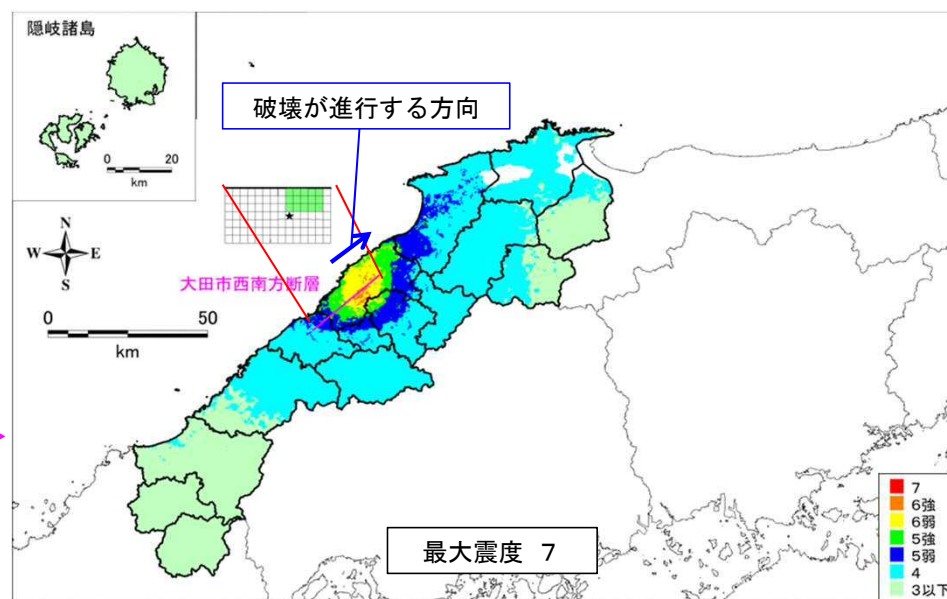 隠岐諸島
0 20
km
破壊が進行する方向
N
W E
S
大田市西南方断層
0 50
km
最大震度 7
7
6強
6弱
5強
5弱
4
3以下